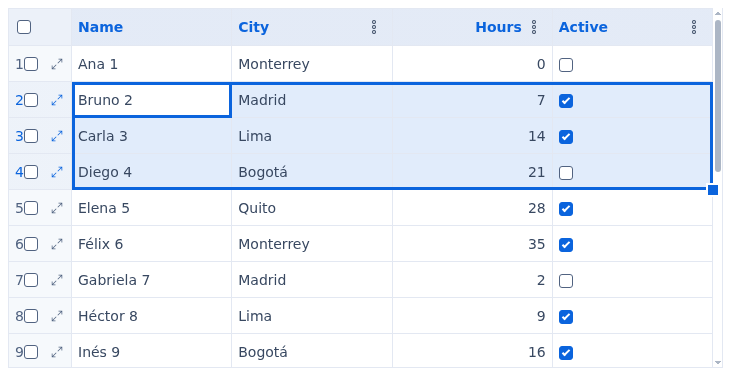 Name City Hours Active
1 Ana 1 Monterrey 0
2 Bruno 2 Madrid 7
3 Carla 3 Lima 14
4 Diego 4 Bogotá 21
5 Elena 5 Quito 28
6 Félix 6 Monterrey 35
7 Gabriela 7 Madrid 2
8 Héctor 8 Lima 9
9 Inés 9 Bogotá 16